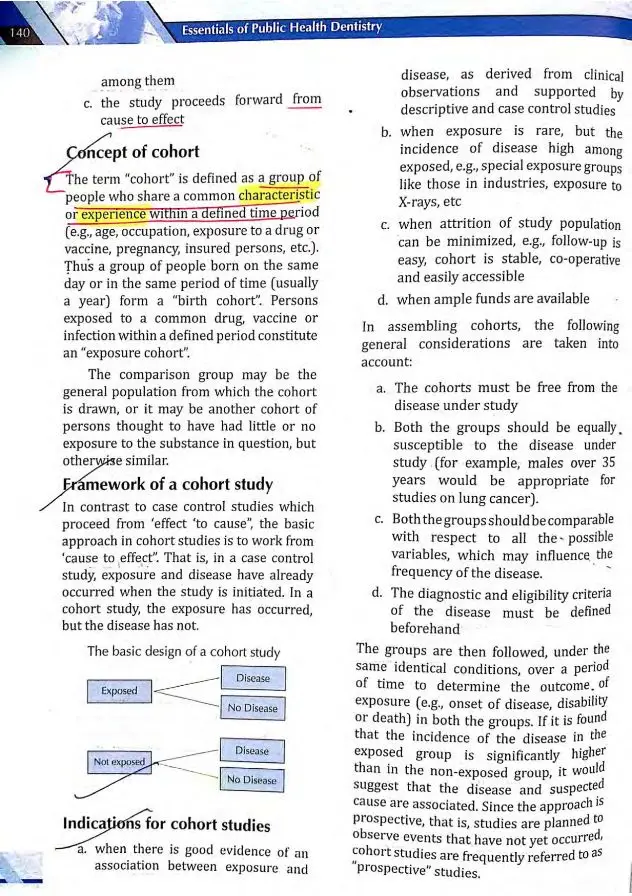 140
Essentials of Public Health Dentistry
among them
c. the study proceeds forward from
cause to effect
Concept of cohort
The term “cohort” is defined as a group of
people who share a common characteristic
or experience within a defined time period
(e.g., age, occupation, exposure to a drug or
vaccine, pregnancy, insured persons, etc.).
Thus a group of people born on the same
day or in the same period of time (usually
a year) form a “birth cohort”. Persons
exposed to a common drug, vaccine or
infection within a defined period constitute
an “exposure cohort”.
The comparison group may be the
general population from which the cohort
is drawn, or it may be another cohort of
persons thought to have had little or no
exposure to the substance in question, but
otherwise similar.
Framework of a cohort study
In contrast to case control studies which
proceed from ‘effect ‘to cause”, the basic
approach in cohort studies is to work from
‘cause to effect”. That is, in a case control
study, exposure and disease have already
occurred when the study is initiated. In a
cohort study, the exposure has occurred,
but the disease has not.
The basic design of a cohort study
Exposed
Disease
No Disease
Not exposed
Disease
No Disease
Indications for cohort studies
a. when there is good evidence of an
association between exposure and
disease, as derived from clinical
observations and supported by
descriptive and case control studies
b. when exposure is rare, but the
incidence of disease high among
exposed, e.g., special exposure groups
like those in industries, exposure to
X-rays, etc
c. when attrition of study population
can be minimized, e.g., follow-up is
easy, cohort is stable, co-operative
and easily accessible
d. when ample funds are available
In assembling cohorts, the following
general considerations are taken into
account:
a. The cohorts must be free from the
disease under study
b. Both the groups should be equally
susceptible to the disease under
study (for example, males over 35
years would be appropriate for
studies on lung cancer).
c. Both the groups should be comparable
with respect to all the possible
variables, which may influence the
frequency of the disease.
d. The diagnostic and eligibility criteria
of the disease must be defined
beforehand
The groups are then followed, under the
same identical conditions, over a period
of time to determine the outcome of
exposure (e.g., onset of disease, disability
or death) in both the groups. If it is found
that the incidence of the disease in the
exposed group is significantly higher
than in the non-exposed group, it would
suggest that the disease and suspected
cause are associated. Since the approach is
prospective, that is, studies are planned to
observe events that have not yet occurred,
cohort studies are frequently referred to as
“prospective” studies.